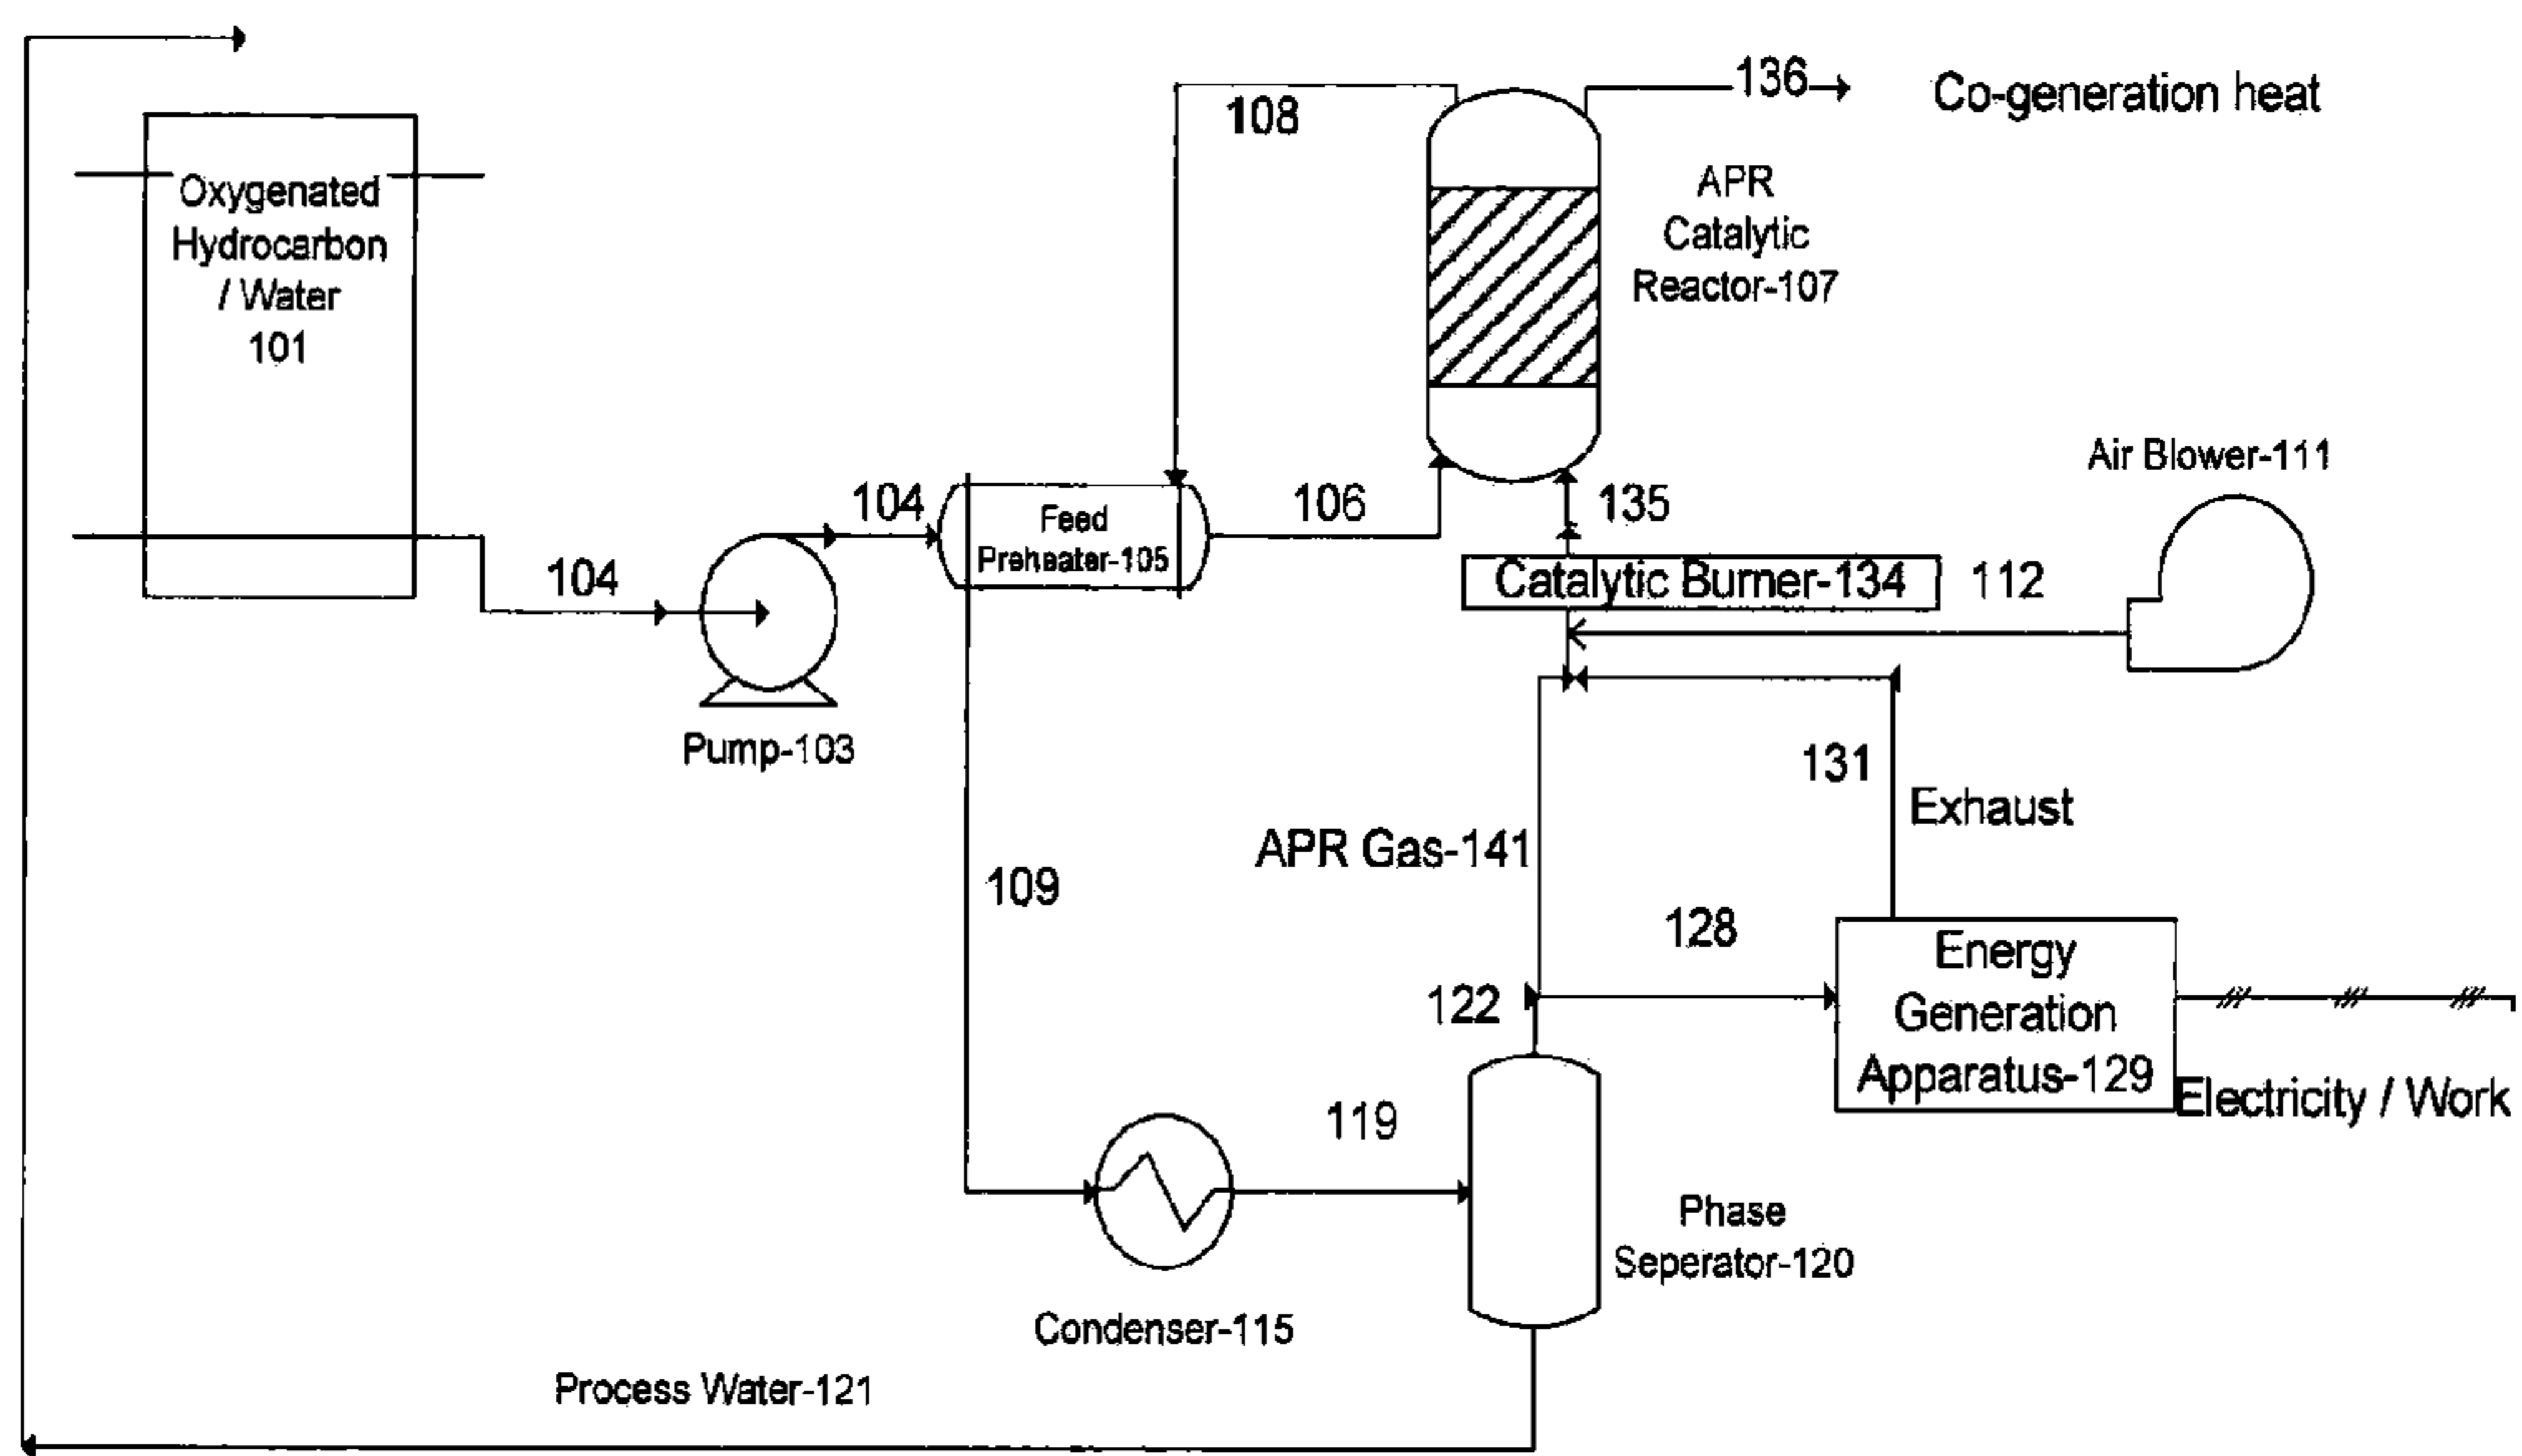 136
Co-generation heat
108
Oxygenated
Hydrocarbon
/ Water
101
APR
Catalytic
Reactor-107
Air Blower-111
104
Feed
Preheater-105
106
135
104
Catalytic Burner-134
112
Pump-103
131
Exhaust
APR Gas-141
109
128
122
Energy
Generation
Apparatus-129
Electricity / Work
119
Phase
Seperator-120
Condenser-115
Process Water-121